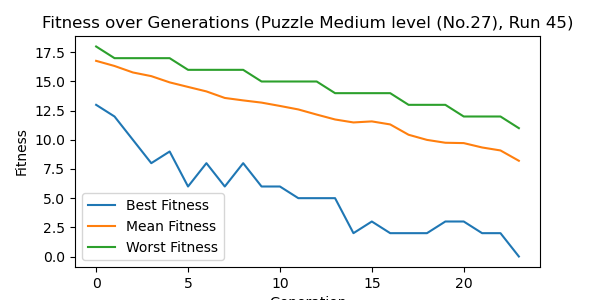 Fitness over Generations (Puzzle Medium level (No.27), Run 45)
Fitness
17.5
15.0
12.5
10.0
7.5
5.0
2.5
0.0
Best Fitness
Mean Fitness
Worst Fitness
0 5 10 15 20
Generation